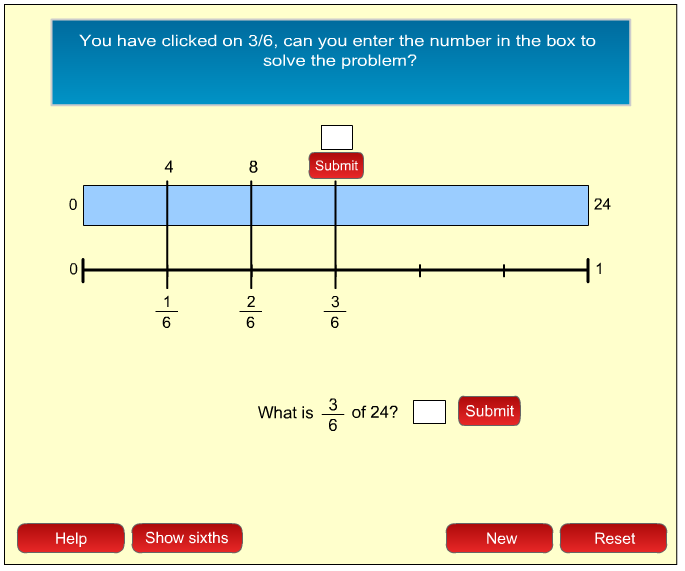 You have clicked on 3/6, can you enter the number in the box to
solve the problem?
Submit
4 8
0 24
0 1
1/6 2/6 3/6
What is 3/6 of 24? Submit
Help Show sixths New Reset